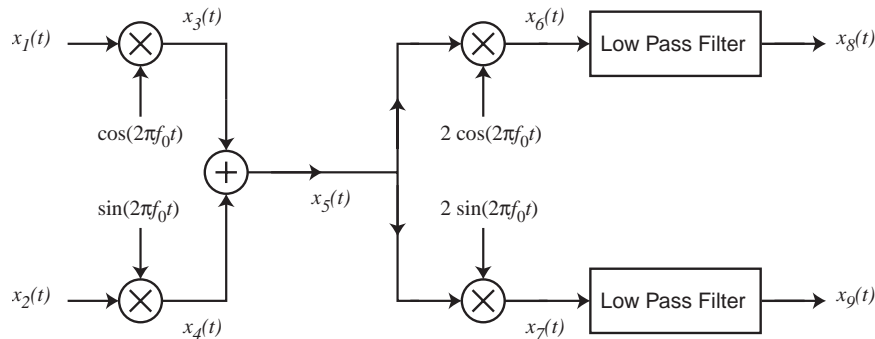 x₁(t)
x₃(t)
cos(2πf₀t)
x₆(t)
Low Pass Filter
x₈(t)
2 cos(2πf₀t)
sin(2πf₀t)
x₅(t)
2 sin(2πf₀t)
x₂(t)
x₄(t)
x₇(t)
Low Pass Filter
x₉(t)